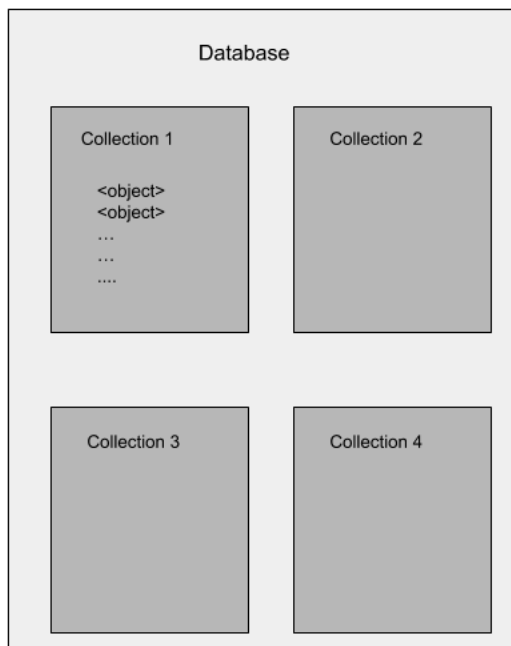 Database
Collection 1
<object>
<object>
…
…
....
Collection 2
Collection 3
Collection 4